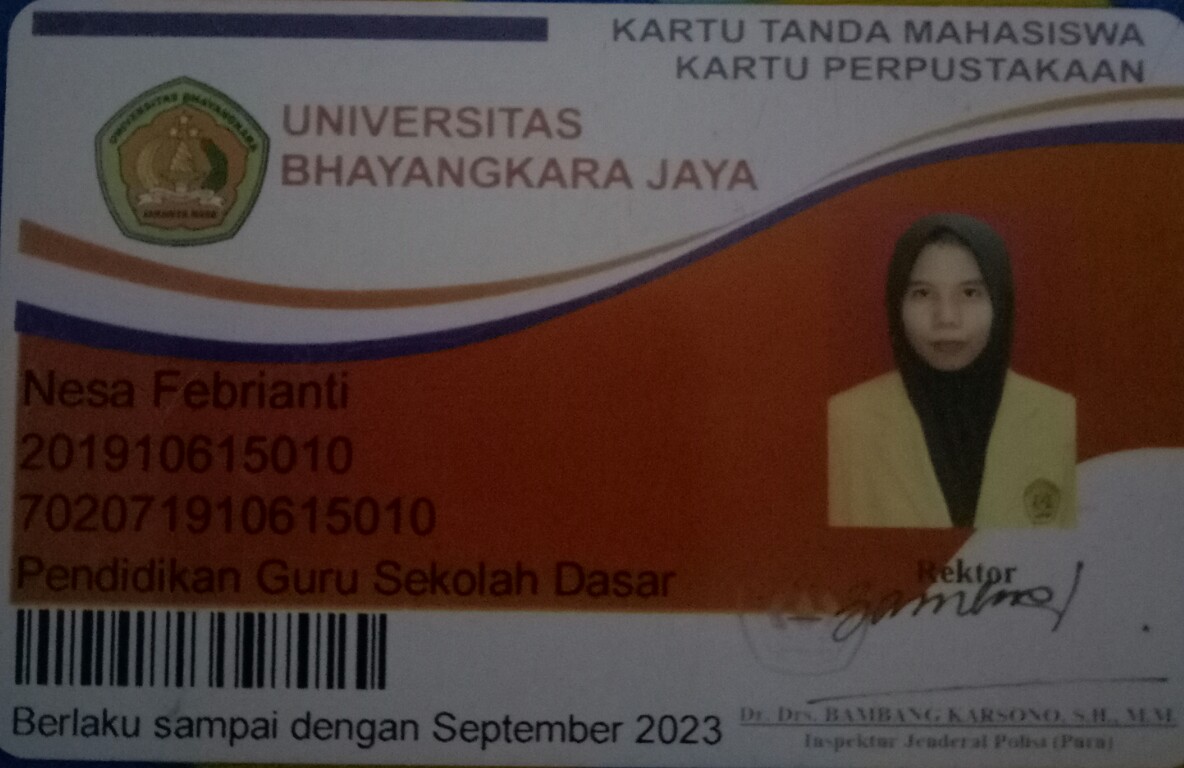 KARTU TANDA MAHASISWA
KARTU PERPUSTAKAAN
UNIVERSITAS BHAYANGKARA
JAKARTA RAYA
UNIVERSITAS
BHAYANGKARA JAYA
Nesa Febrianti
201910615010
702071910615010
Pendidikan Guru Sekolah Dasar
Rektor
Berlaku sampai dengan September 2023
Dr. Drs. BAMBANG KARSONO, S.H., M.M
Inspektur Jenderal Polisi (Purn)